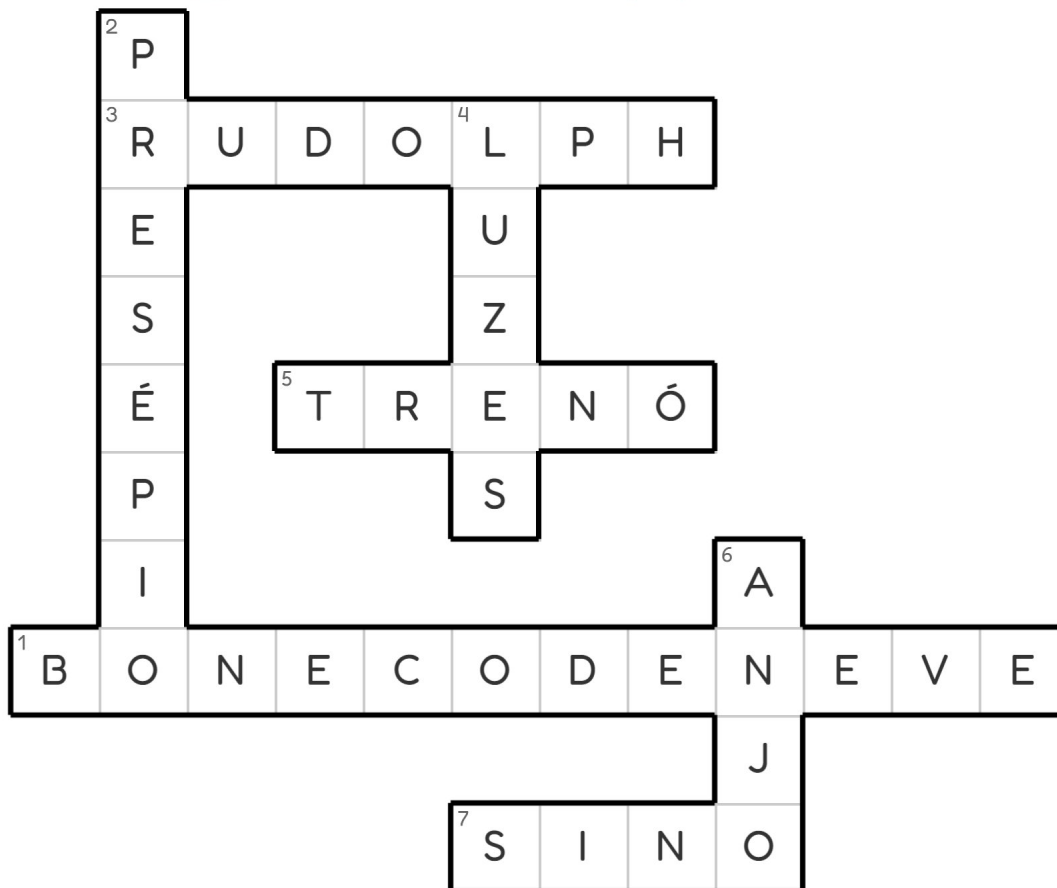 2 P
3 R U D O 4 L P H
E U
S Z
É 5 T R E N Ó
P S
I 6 A
1 B O N E C O D E N E V E
J
7 S I N O